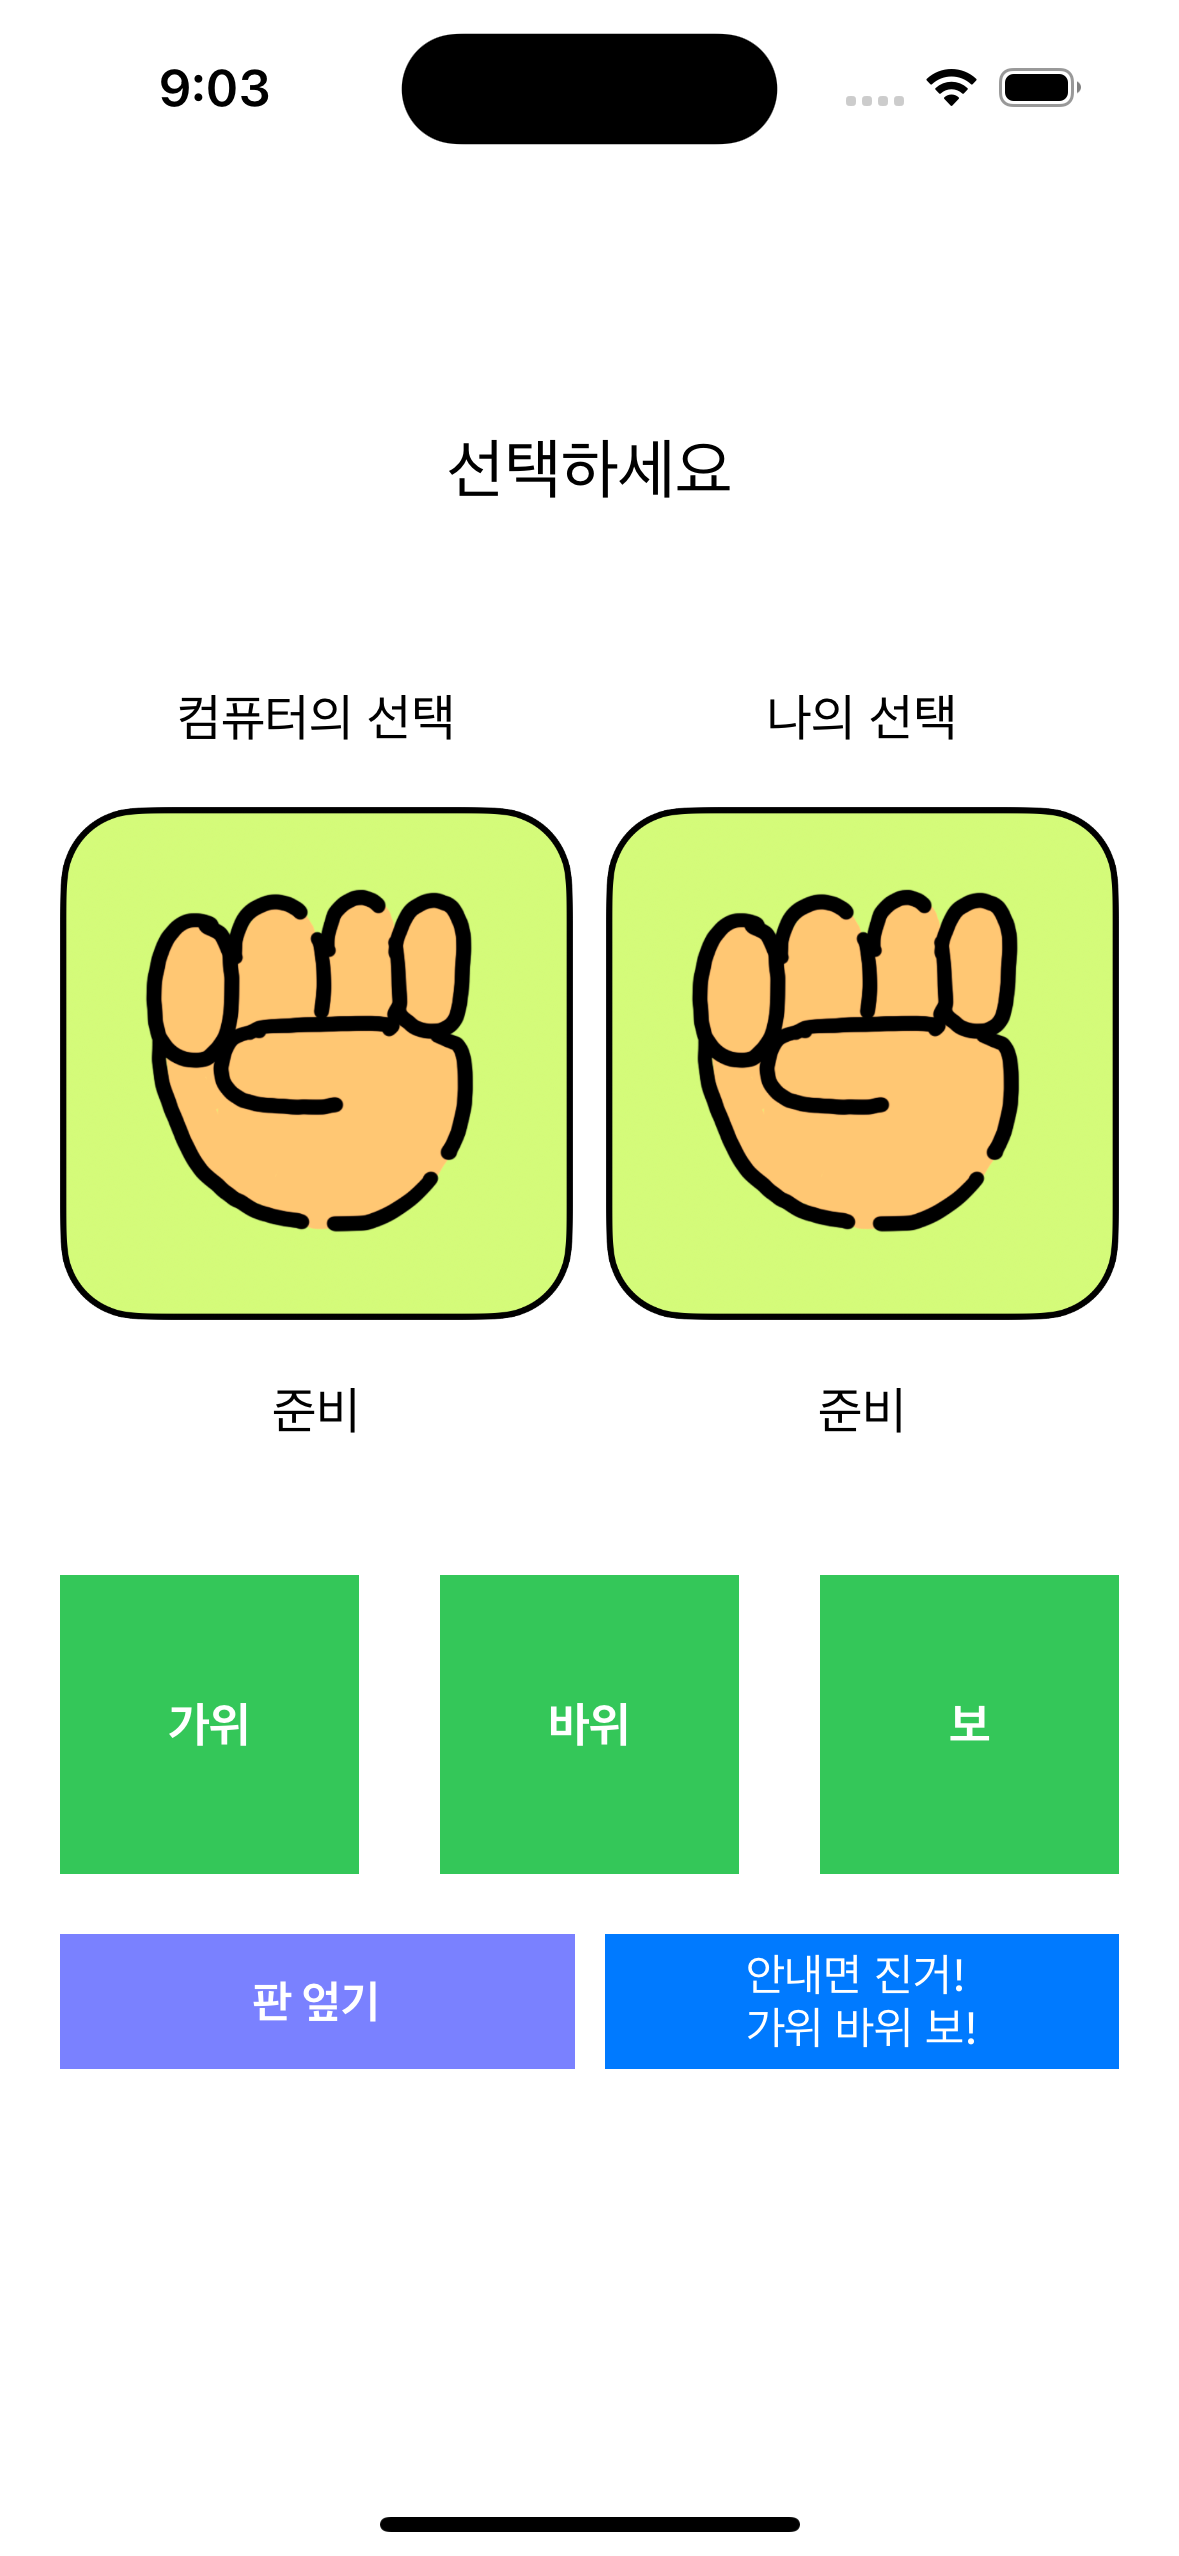 9:03
선택하세요
컴퓨터의 선택
나의 선택
준비
준비
가위
바위
보
판 엎기
안내면 진거!
가위 바위 보!